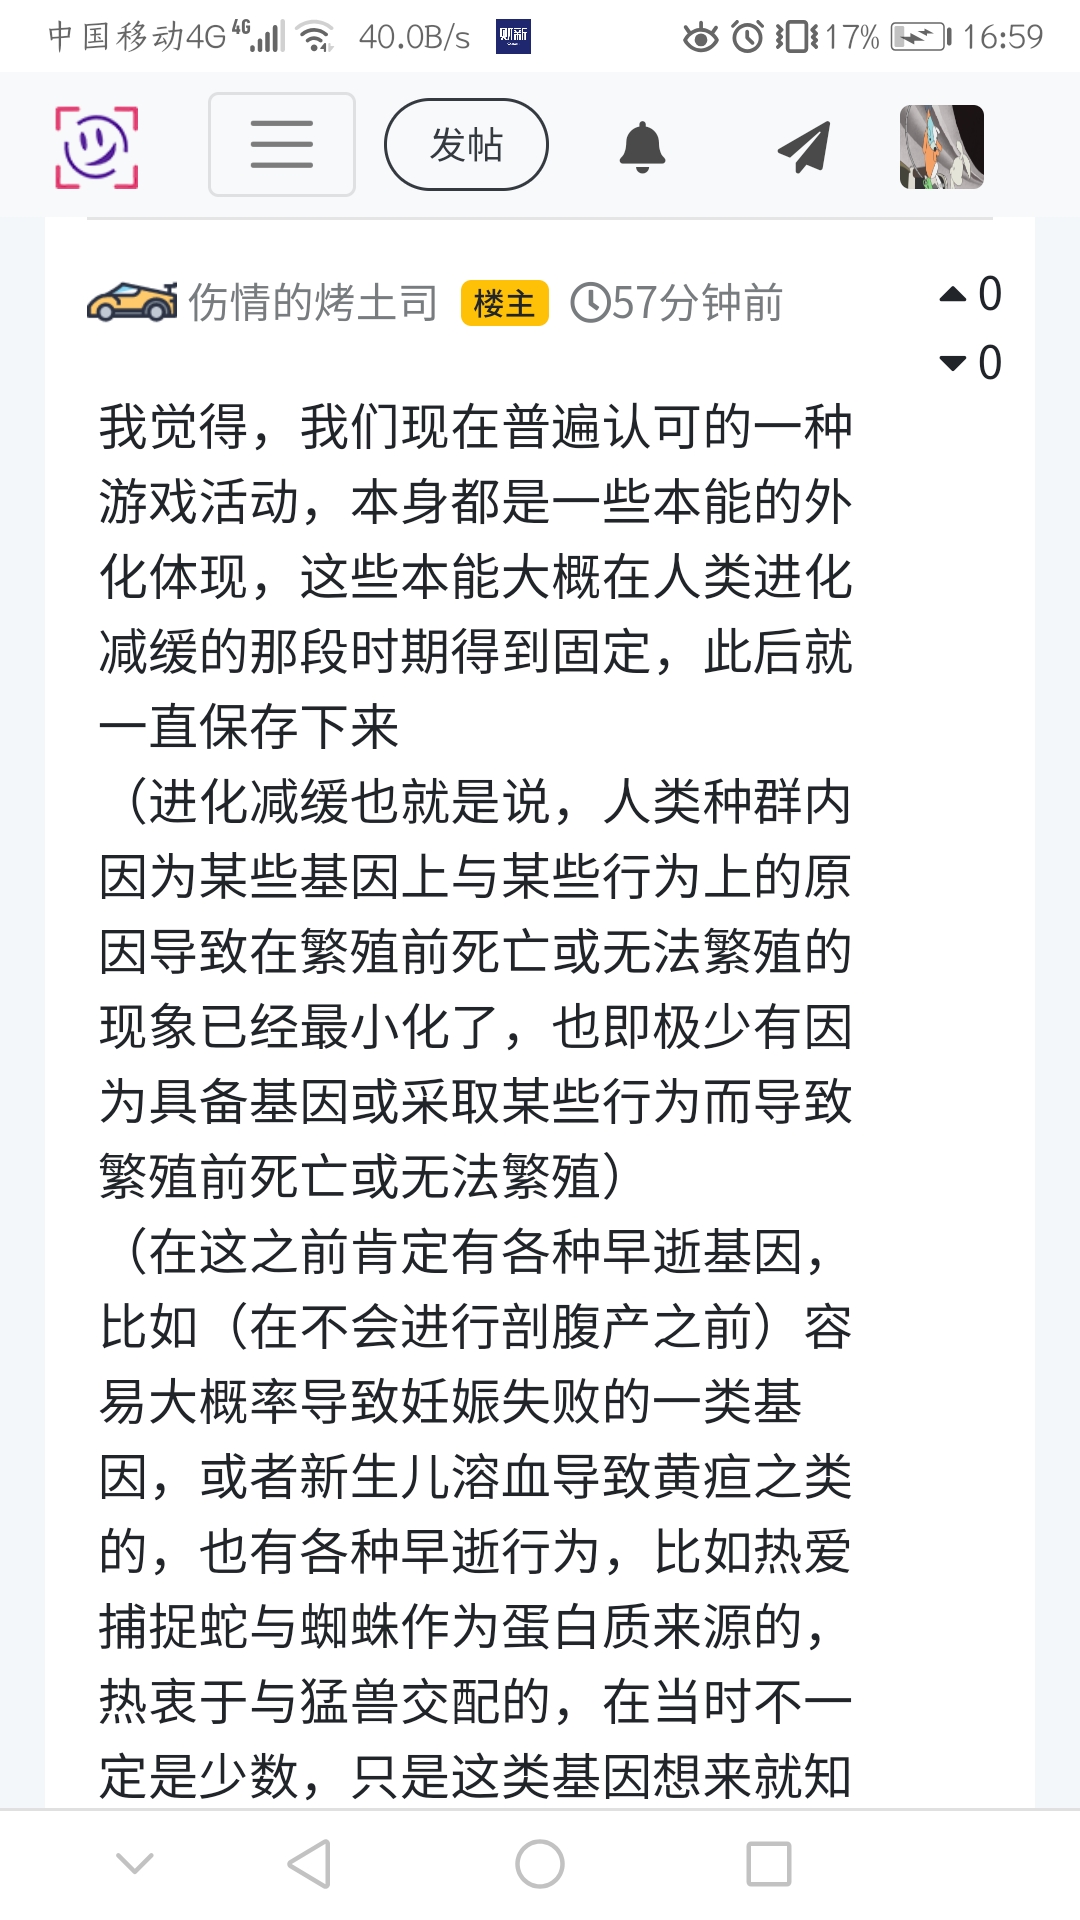 中国移动4G 4G 40.0B/s 财新 17% 16:59
发帖
伤情的烤土司 楼主 57分钟前
0
0
我觉得，我们现在普遍认可的一种
游戏活动，本身都是一些本能的外
化体现，这些本能大概在人类进化
减缓的那段时期得到固定，此后就
一直保存下来
（进化减缓也就是说，人类种群内
因为某些基因上与某些行为上的原
因导致在繁殖前死亡或无法繁殖的
现象已经最小化了，也即极少有因
为具备基因或采取某些行为而导致
繁殖前死亡或无法繁殖）
（在这之前肯定有各种早逝基因，
比如（在不会进行剖腹产之前）容
易大概率导致妊娠失败的一类基
因，或者新生儿溶血导致黄疸之类
的，也有各种早逝行为，比如热爱
捕捉蛇与蜘蛛作为蛋白质来源的，
热衷于与猛兽交配的，在当时不一
定是少数，只是这类基因想来就知